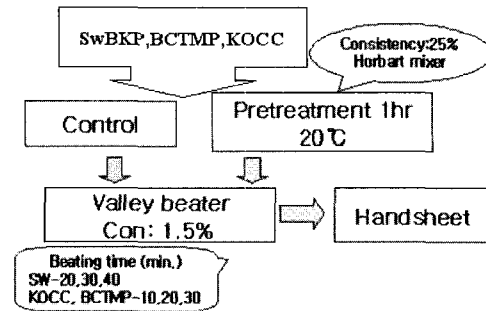 SwBKP,BCTMP,KOCC
Consistency:25%
Horbart mixer
Control
Pretreatment 1hr
20℃
Valley beater
Con: 1.5%
Handsheet
Beating time (min.)
SW-20,30,40
KOCC, BCTMP-10,20,30